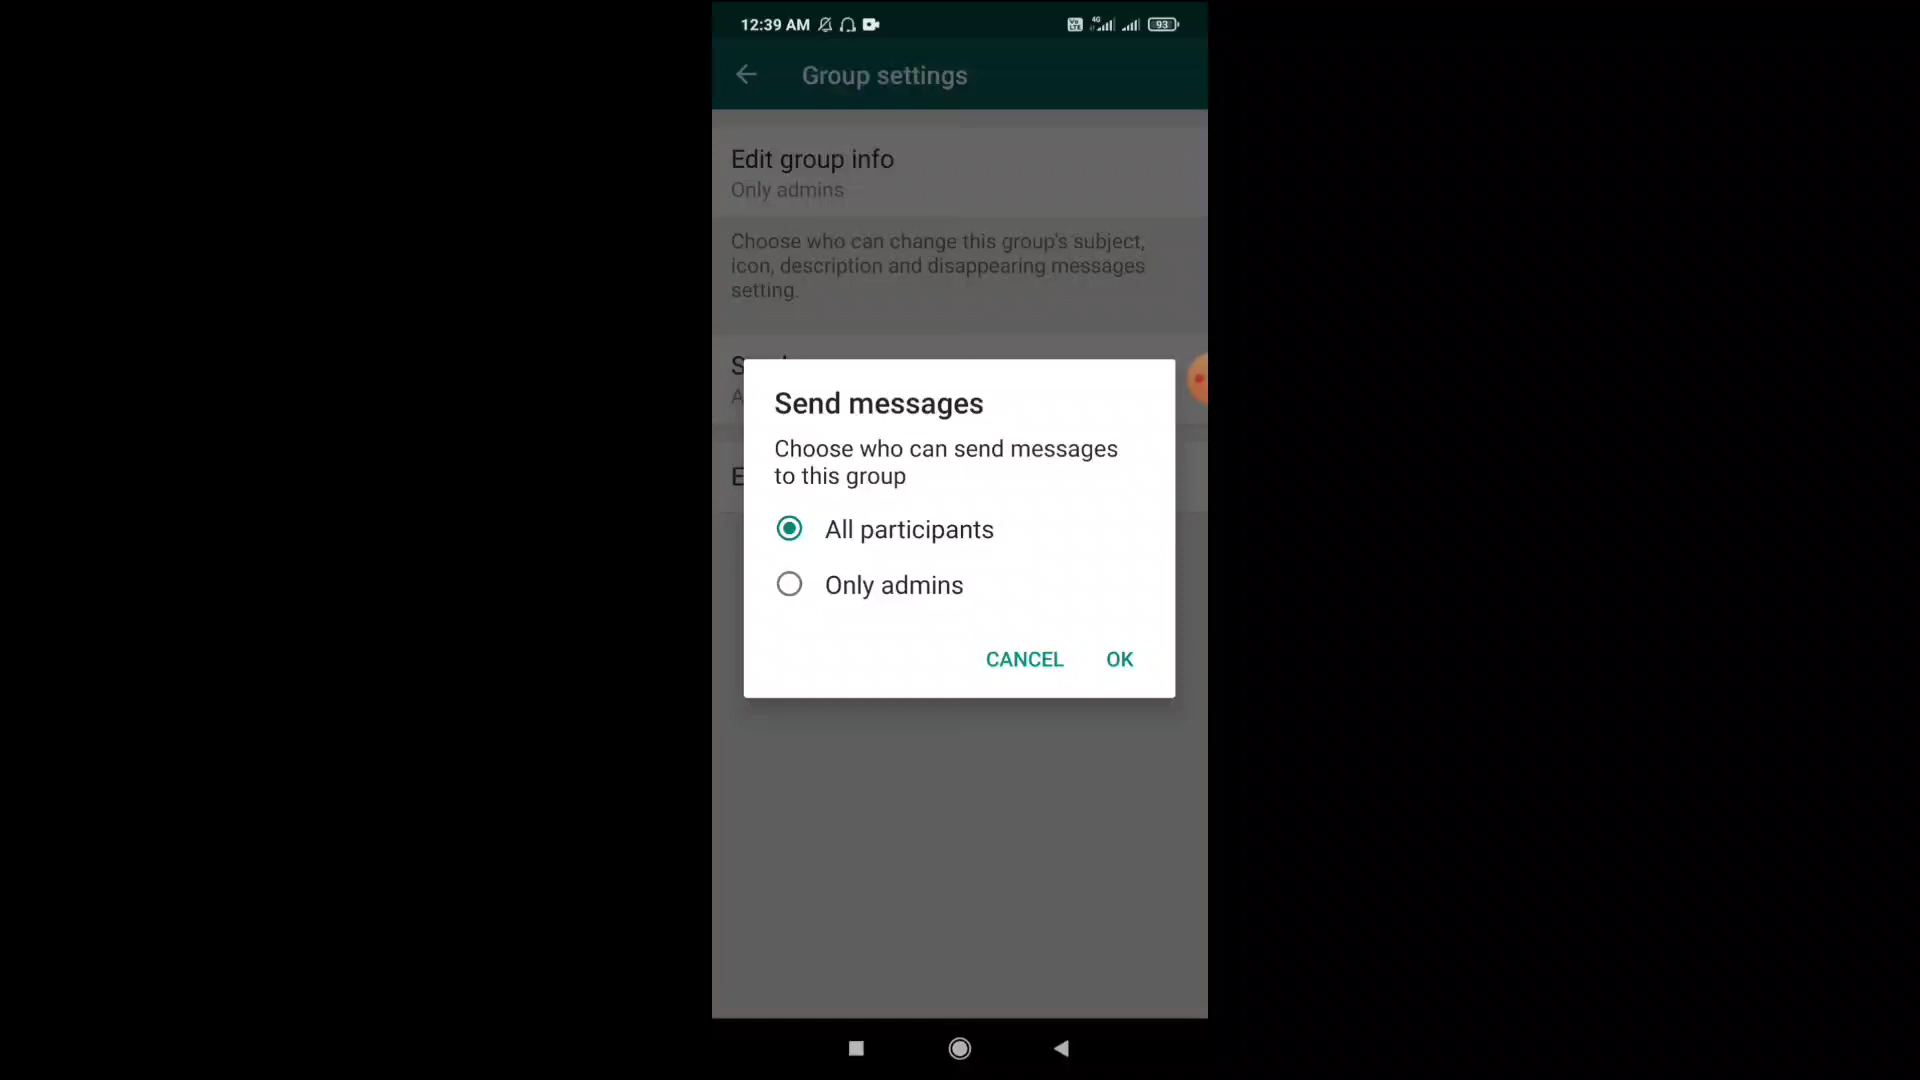 12:39 AM
4G
93
Group settings
Edit group info
Only admins
Choose who can change this group's subject,
icon, description and disappearing messages
setting.
Send messages
Choose who can send messages
to this group
All participants
Only admins
CANCEL OK